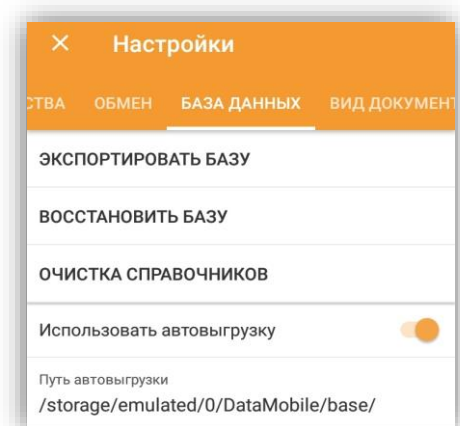 Настройки
ОБМЕН БАЗА ДАННЫХ
ЭКСПОРТИРОВАТЬ БАЗУ
ВОССТАНОВИТЬ БАЗУ
ОЧИСТКА СПРАВОЧНИКОВ
Использовать автовыгрузку
Путь автовыгрузки
/storage/emulated/0/DataMobile/base/